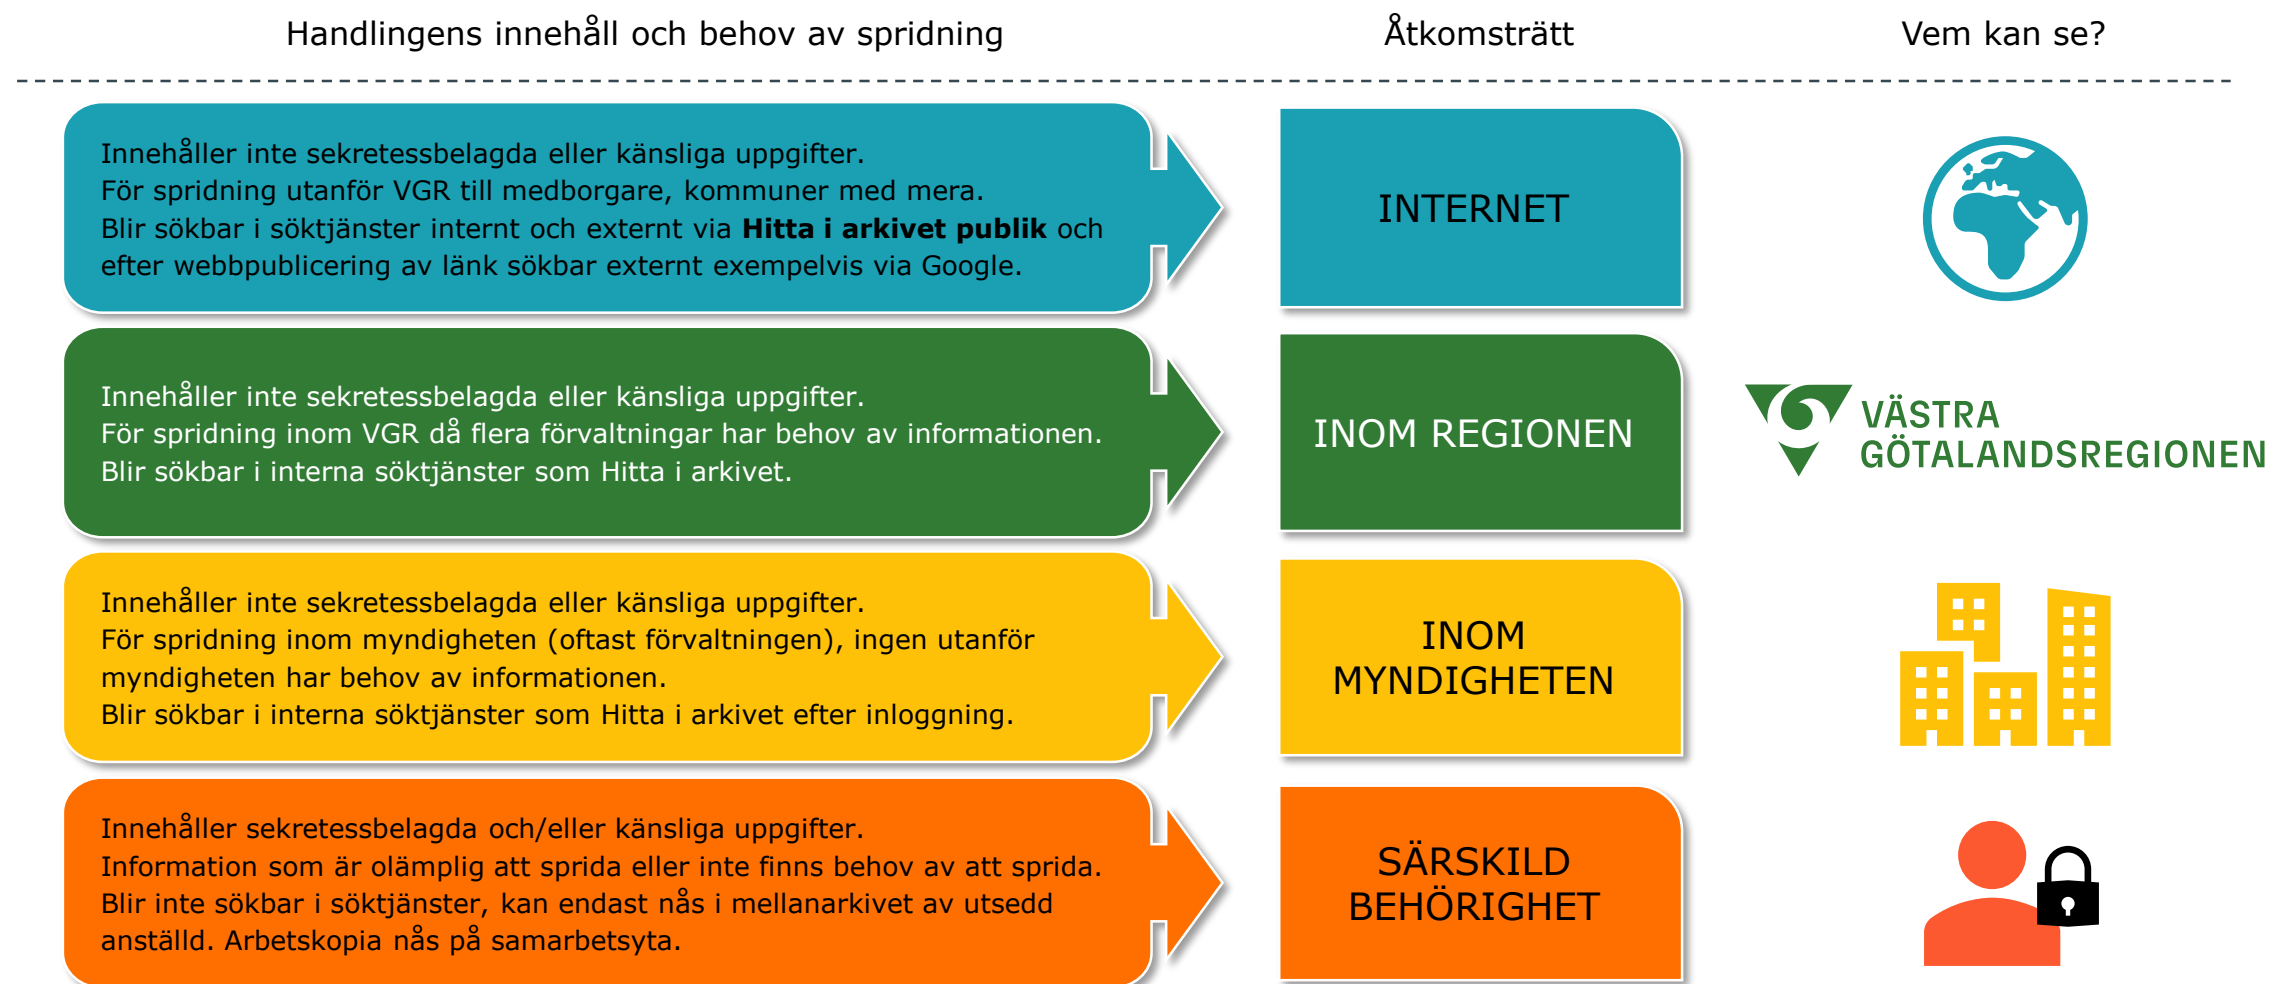 Handlingens innehåll och behov av spridning
Åtkomsträtt
Vem kan se?
Innehåller inte sekretessbelagda eller känsliga uppgifter.
För spridning utanför VGR till medborgare, kommuner med mera.
Blir sökbar i söktjänster internt och externt via Hitta i arkivet publik och
efter webbpublicering av länk sökbar externt exempelvis via Google.
INTERNET
Innehåller inte sekretessbelagda eller känsliga uppgifter.
För spridning inom VGR då flera förvaltningar har behov av informationen.
Blir sökbar i interna söktjänster som Hitta i arkivet.
INOM REGIONEN
VÄSTRA
GÖTALANDSREGIONEN
Innehåller inte sekretessbelagda eller känsliga uppgifter.
För spridning inom myndigheten (oftast förvaltningen), ingen utanför
myndigheten har behov av informationen.
Blir sökbar i interna söktjänster som Hitta i arkivet efter inloggning.
INOM
MYNDIGHETEN
Innehåller sekretessbelagda och/eller känsliga uppgifter.
Information som är olämplig att sprida eller inte finns behov av att sprida.
Blir inte sökbar i söktjänster, kan endast nås i mellanarkivet av utsedd
anställd. Arbetskopia nås på samarbetsyta.
SÄRSKILD
BEHÖRIGHET